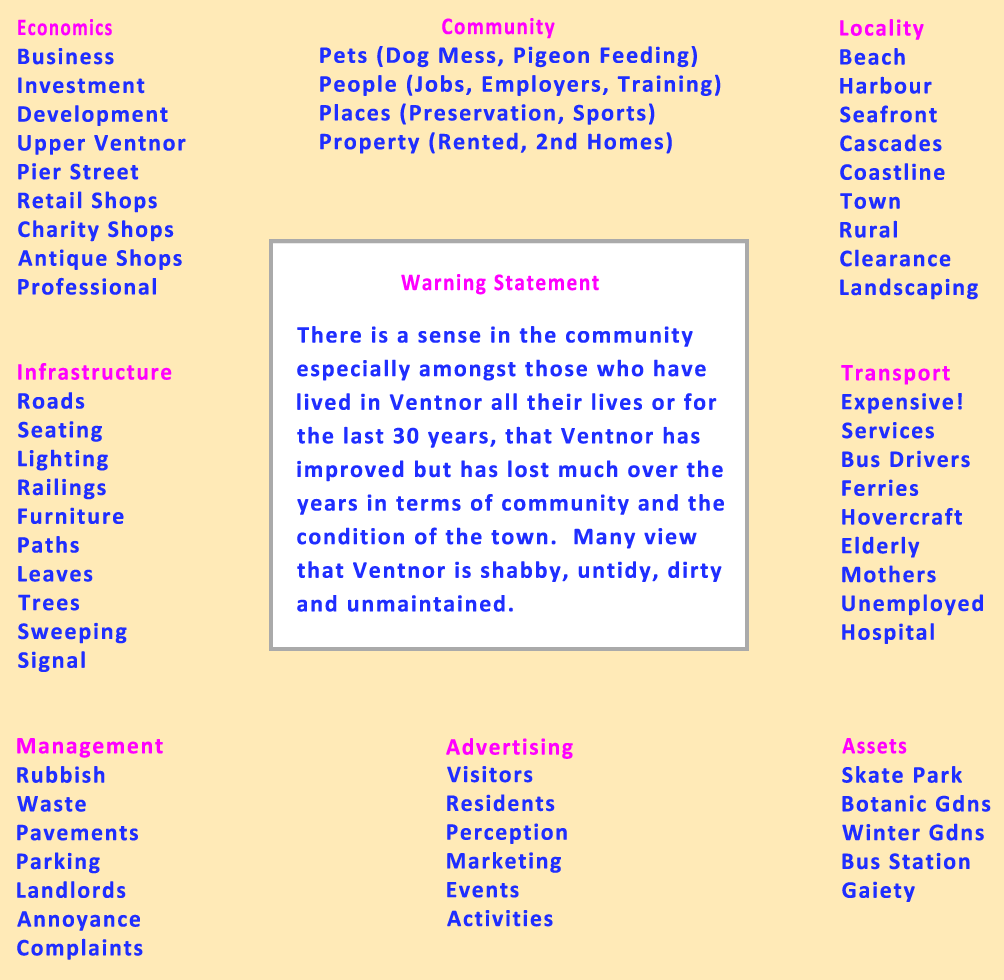 Economics
Business
Investment
Development
Upper Ventnor
Pier Street
Retail Shops
Charity Shops
Antique Shops
Professional
Community
Pets (Dog Mess, Pigeon Feeding)
People (Jobs, Employers, Training)
Places (Preservation, Sports)
Property (Rented, 2nd Homes)
Locality
Beach
Harbour
Seafront
Cascades
Coastline
Town
Rural
Clearance
Landscaping
Warning Statement
There is a sense in the community
especially amongst those who have
lived in Ventnor all their lives or for
the last 30 years, that Ventnor has
improved but has lost much over the
years in terms of community and the
condition of the town.  Many view
that Ventnor is shabby, untidy, dirty
and unmaintained.
Infrastructure
Roads
Seating
Lighting
Railings
Furniture
Paths
Leaves
Trees
Sweeping
Signal
Transport
Expensive!
Services
Bus Drivers
Ferries
Hovercraft
Elderly
Mothers
Unemployed
Hospital
Management
Rubbish
Waste
Pavements
Parking
Landlords
Annoyance
Complaints
Advertising
Visitors
Residents
Perception
Marketing
Events
Activities
Assets
Skate Park
Botanic Gdns
Winter Gdns
Bus Station
Gaiety